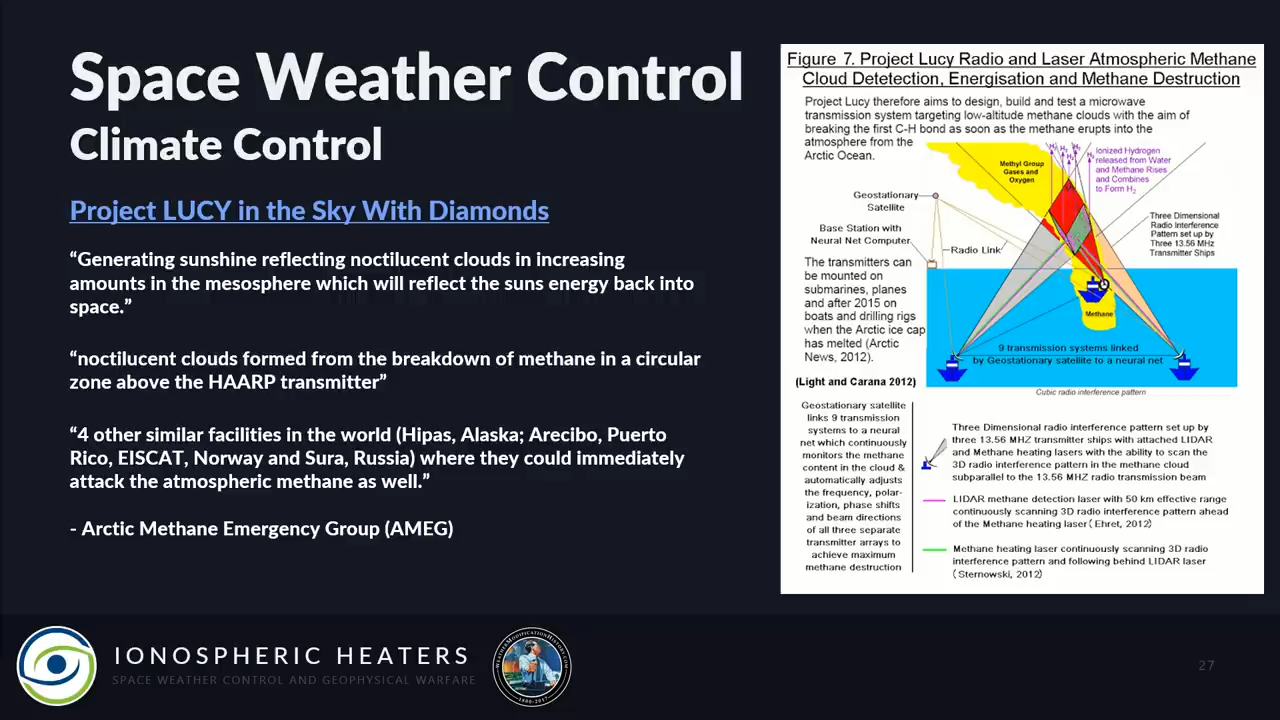 Space Weather Control
Climate Control
Project LUCY in the Sky With Diamonds
“Generating sunshine reflecting noctilucent clouds in increasing
amounts in the mesosphere which will reflect the suns energy back into
space.”
“noctilucent clouds formed from the breakdown of methane in a circular
zone above the HAARP transmitter”
“4 other similar facilities in the world (Hipas, Alaska; Arecibo, Puerto
Rico, EISCAT, Norway and Sura, Russia) where they could immediately
attack the atmospheric methane as well.”
- Arctic Methane Emergency Group (AMEG)
Figure 7. Project Lucy Radio and Laser Atmospheric Methane
Cloud Detetection, Energisation and Methane Destruction
Project Lucy therefore aims to design, build and test a microwave
transmission system targeting low-altitude methane clouds with the aim of
breaking the first C-H bond as soon as the methane erupts into the
atmosphere from the
Arctic Ocean.
Methyl Group
Gases and
Oxygen
Ionized Hydrogen
released from Water
and Methane Rises
and Combines
to Form H2
Geostationary
Satellite
Base Station with
Neural Net Computer
Radio Link
Three Dimensional
Radio Interference
Pattern set up by
Three 13.56 MHz
Transmitter Ships
The transmitters can
be mounted on
submarines, planes
and after 2015 on
boats and drilling rigs
when the Arctic ice cap
has melted (Arctic
News, 2012).
Methane
9 transmission systems linked
by Geostationary satellite to a neural net
(Light and Carana 2012)
Cubic radio interference pattern
Geostationary satellite
links 9 transmission
systems to a neural
net which continuously
monitors the methane
content in the cloud &
automatically adjusts
the frequency, polar-
ization, phase shifts
and beam directions
of all three separate
transmitter arrays to
achieve maximum
methane destruction
Three Dimensional radio interference pattern set up by
three 13.56 MHZ transmitter ships with attached LIDAR
and Methane heating lasers with the ability to scan the
3D radio interference pattern in the methane cloud
subparallel to the 13.56 MHZ radio transmission beam
LIDAR methane detection laser with 50 km effective range
continuously scanning 3D radio interference pattern ahead
of the Methane heating laser ( Ehret, 2012)
Methane heating laser continuously scanning 3D radio
interference pattern and following behind LIDAR laser
( Sternowski, 2012)
IONOSPHERIC HEATERS
SPACE WEATHER CONTROL AND GEOPHYSICAL WARFARE
WEATHERMODIFICATIONHISTORY.COM
27